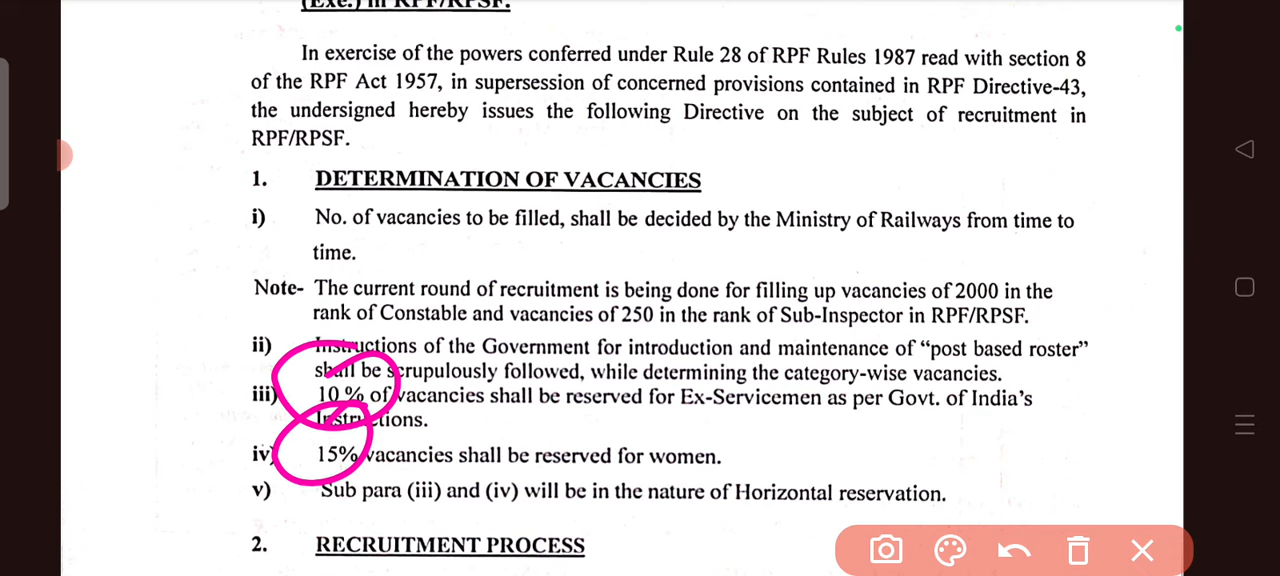 (Exe.) in RPF/RPSF.
In exercise of the powers conferred under Rule 28 of RPF Rules 1987 read with section 8
of the RPF Act 1957, in supersession of concerned provisions contained in RPF Directive-43,
the undersigned hereby issues the following Directive on the subject of recruitment in
RPF/RPSF.
1. DETERMINATION OF VACANCIES
i) No. of vacancies to be filled, shall be decided by the Ministry of Railways from time to
time.
Note- The current round of recruitment is being done for filling up vacancies of 2000 in the
rank of Constable and vacancies of 250 in the rank of Sub-Inspector in RPF/RPSF.
ii) Instructions of the Government for introduction and maintenance of “post based roster”
shall be scrupulously followed, while determining the category-wise vacancies.
iii) 10 % of vacancies shall be reserved for Ex-Servicemen as per Govt. of India’s
Instructions.
iv) 15% vacancies shall be reserved for women.
v) Sub para (iii) and (iv) will be in the nature of Horizontal reservation.
2. RECRUITMENT PROCESS